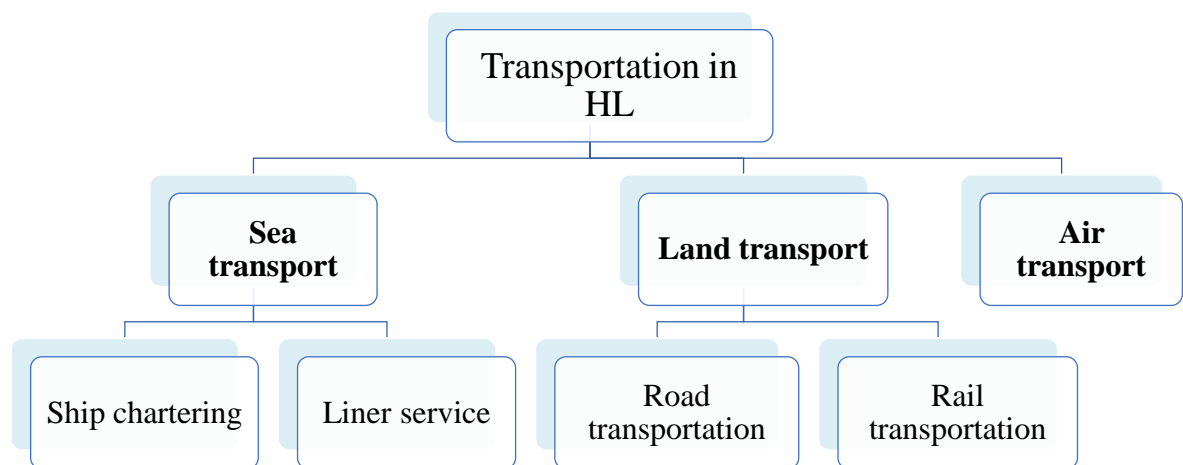 Transportation in
HL
Sea
transport
Land transport
Air
transport
Ship chartering
Liner service
Road
transportation
Rail
transportation